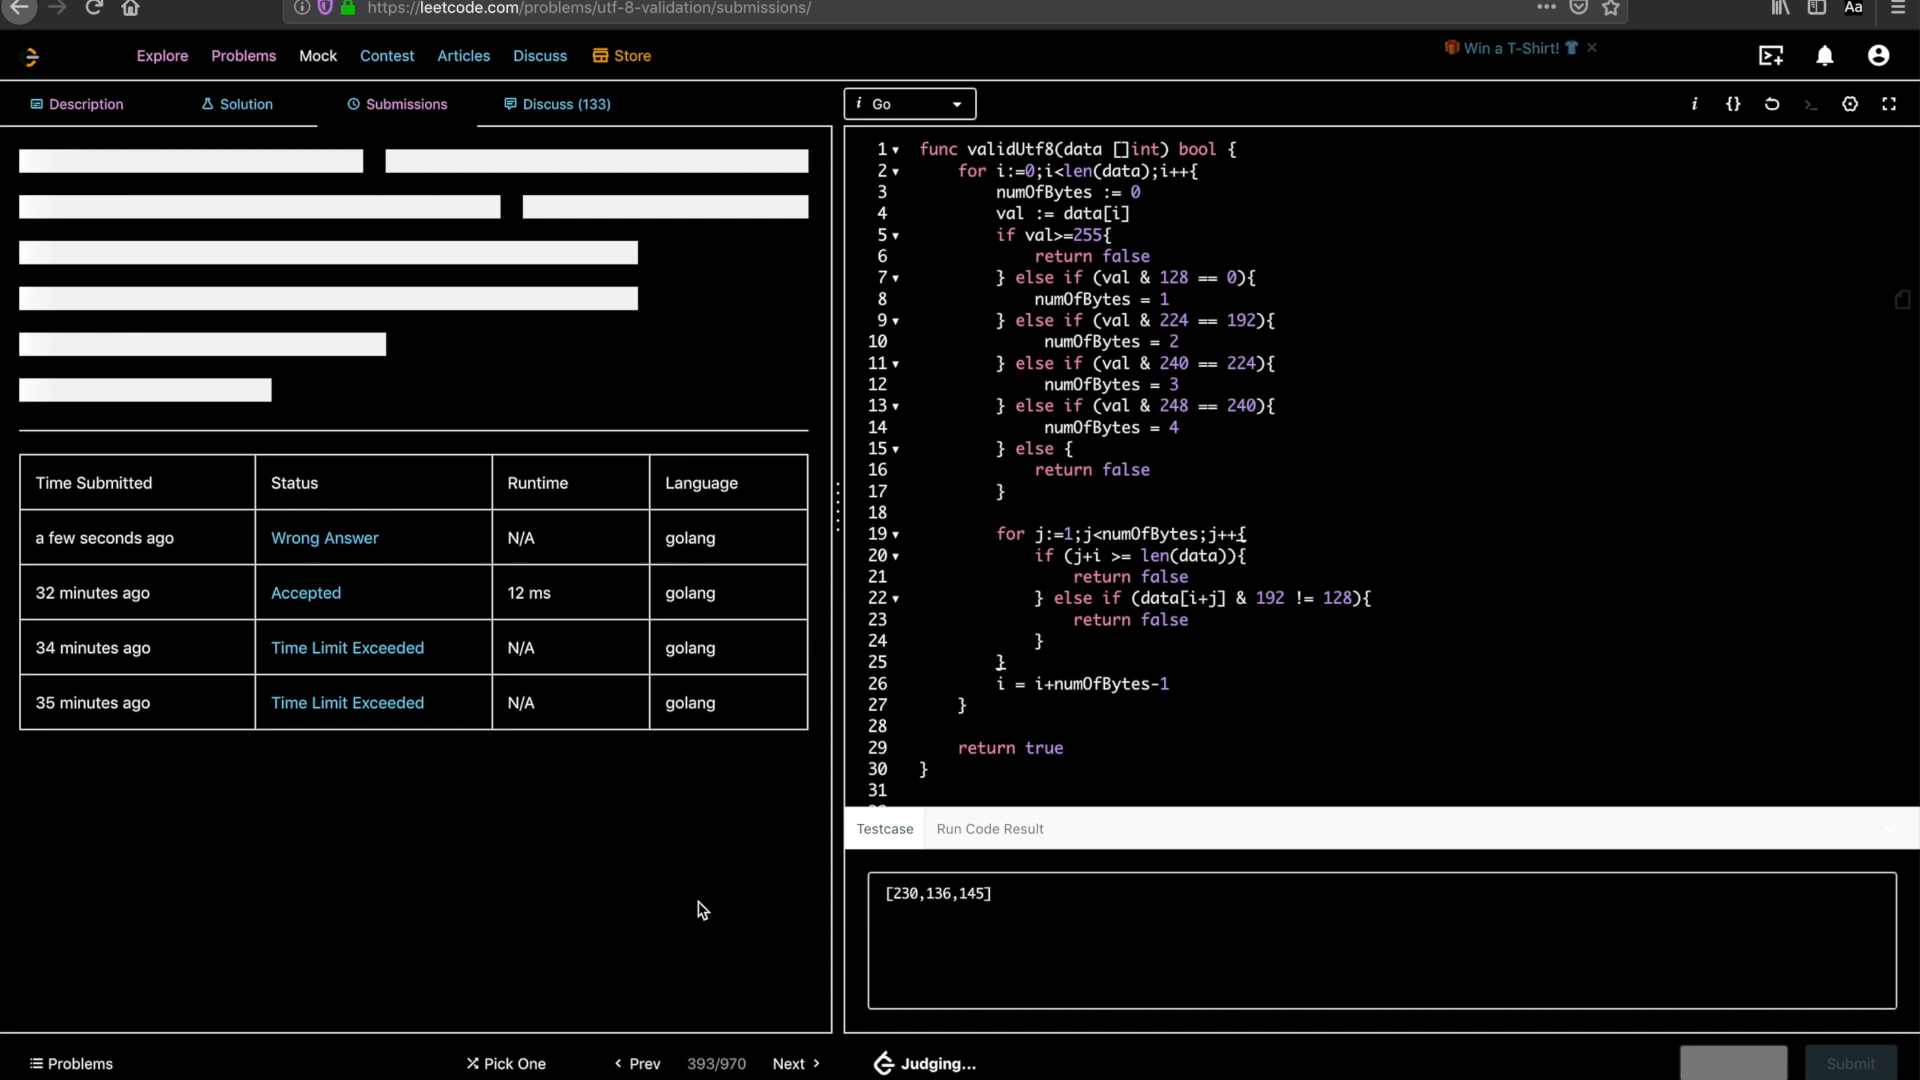 https://leetcode.com/problems/utf-8-validation/submissions/
Aa
Explore Problems Mock Contest Articles Discuss Store
Win a T-Shirt!
Description Solution Submissions Discuss (133)
i Go
i {}
Time Submitted Status Runtime Language
a few seconds ago Wrong Answer N/A golang
32 minutes ago Accepted 12 ms golang
34 minutes ago Time Limit Exceeded N/A golang
35 minutes ago Time Limit Exceeded N/A golang
1 func validUtf8(data []int) bool {
2 for i:=0;i<len(data);i++{
3 numOfBytes := 0
4 val := data[i]
5 if val>=255{
6 return false
7 } else if (val & 128 == 0){
8 numOfBytes = 1
9 } else if (val & 224 == 192){
10 numOfBytes = 2
11 } else if (val & 240 == 224){
12 numOfBytes = 3
13 } else if (val & 248 == 240){
14 numOfBytes = 4
15 } else {
16 return false
17 }
18
19 for j:=1;j<numOfBytes;j++{
20 if (j+i >= len(data)){
21 return false
22 } else if (data[i+j] & 192 != 128){
23 return false
24 }
25 }
26 i = i+numOfBytes-1
27 }
28
29 return true
30 }
31
Testcase Run Code Result
[230,136,145]
Problems Pick One Prev 393/970 Next Judging... Submit